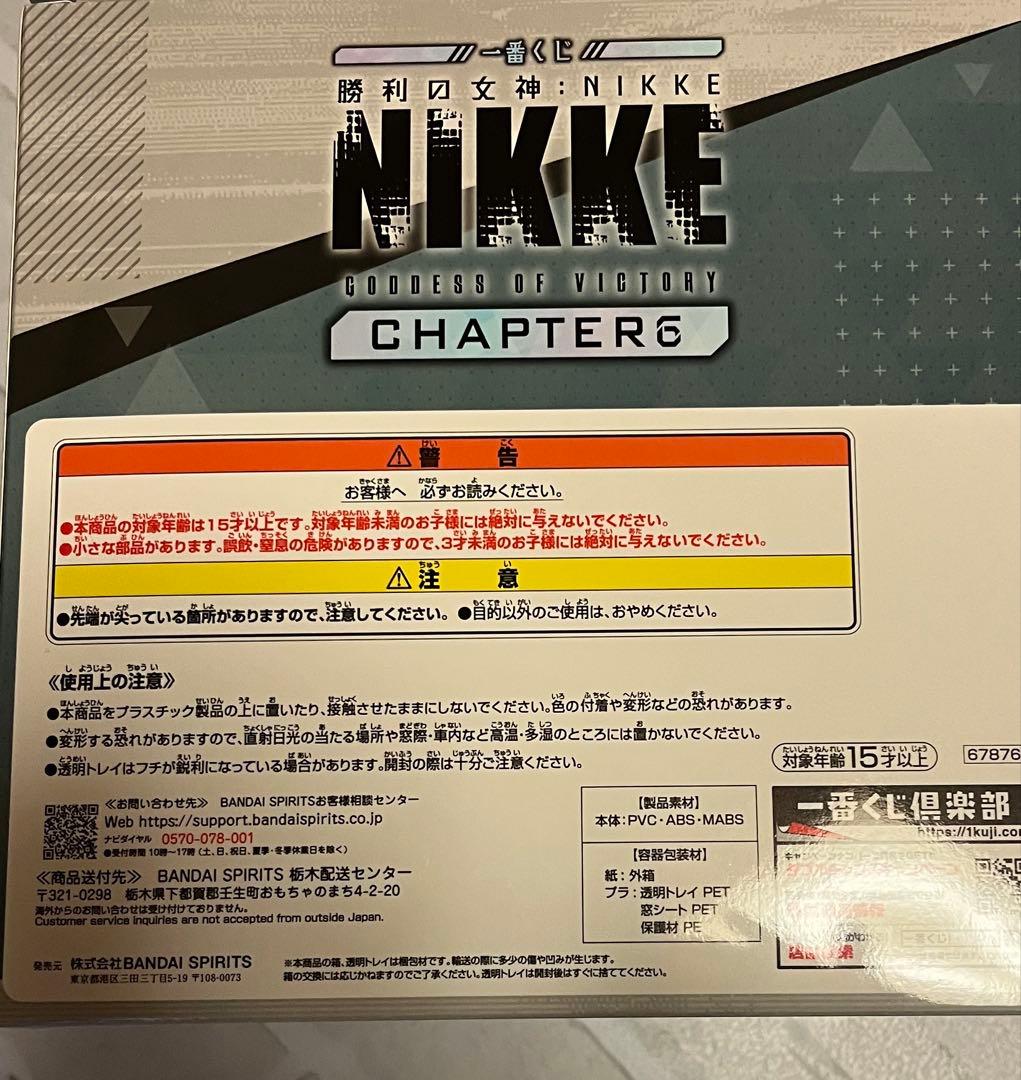 一番くじ
勝利の女神:NIKKE
NIKKE
GODDESS OF VICTORY
CHAPTER6
⚠警告
お客様へ 必ずお読みください。
●本商品の対象年齢は15才以上です。対象年齢未満のお子様には絶対に与えないでください。
●小さな部品があります。誤飲・窒息の危険がありますので、3才未満のお子様には絶対に与えないでください。
⚠注意
●先端が尖っている箇所がありますので、注意してください。 ●目的以外のご使用は、おやめください。
《使用上の注意》
●本商品をプラスチック製品の上に置いたり、接触させたままにしないでください。色の付着や変形などの恐れがあります。
●変形する恐れがありますので、直射日光の当たる場所や窓際・車内など高温・多湿のところには置かないでください。
●透明トレイはフチが鋭利になっている場合があります。開封の際は十分ご注意ください。
対象年齢15才以上
67876
≪お問い合わせ先≫ BANDAI SPIRITSお客様相談センター
Web https://support.bandaispirits.co.jp
ナビダイヤル 0570-078-001
●受付時間 10時〜17時(土、日、祝日、夏季・冬季休業日を除く)
≪商品送付先≫ BANDAI SPIRITS 栃木配送センター
〒321-0298 栃木県下都賀郡壬生町おもちゃのまち4-2-20
海外からのお問い合わせは受け付けておりません。
Customer service inquiries are not accepted from outside Japan.
発売元 株式会社BANDAI SPIRITS
東京都港区三田三丁目5-19 〒108-0073
※本商品の箱、透明トレイは梱包材です。輸送の際に多少の傷や凹みが生じます。
箱の交換には応じかねますのでご了承ください。透明トレイは開封後はすぐに捨ててください。
【製品素材】
本体:PVC・ABS・MABS
【容器包装材】
紙:外箱
プラ:透明トレイ PET
窓シート PET
保護材 PE
一番くじ倶楽部
https://1kuji.com